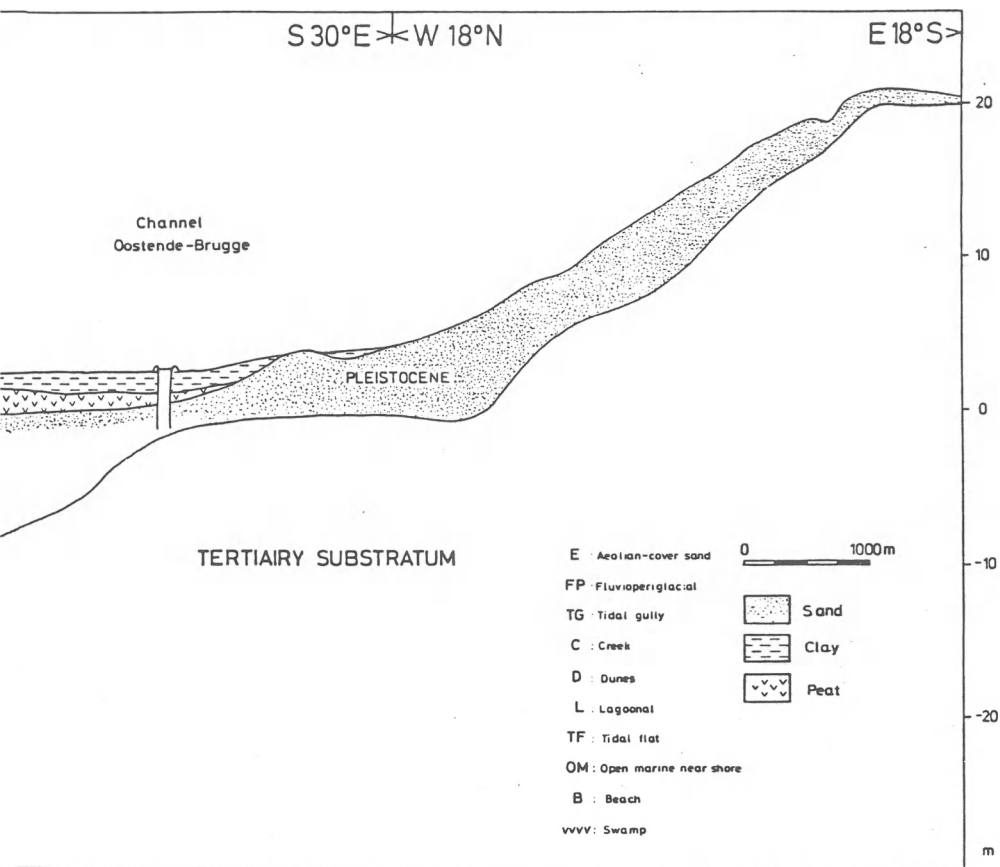 S 30°E W 18°N
E 18°S
20
Channel
Oostende-Brugge
10
PLEISTOCENE
0
TERTIAIRY SUBSTRATUM
-10
-20
m
E : Aeolian-cover sand
FP : Fluvioperiglacial
TG : Tidal gully
C : Creek
D : Dunes
L : Lagoonal
TF : Tidal flat
OM : Open marine near shore
B : Beach
vvvv : Swamp
0 1000m
Sand
Clay
Peat